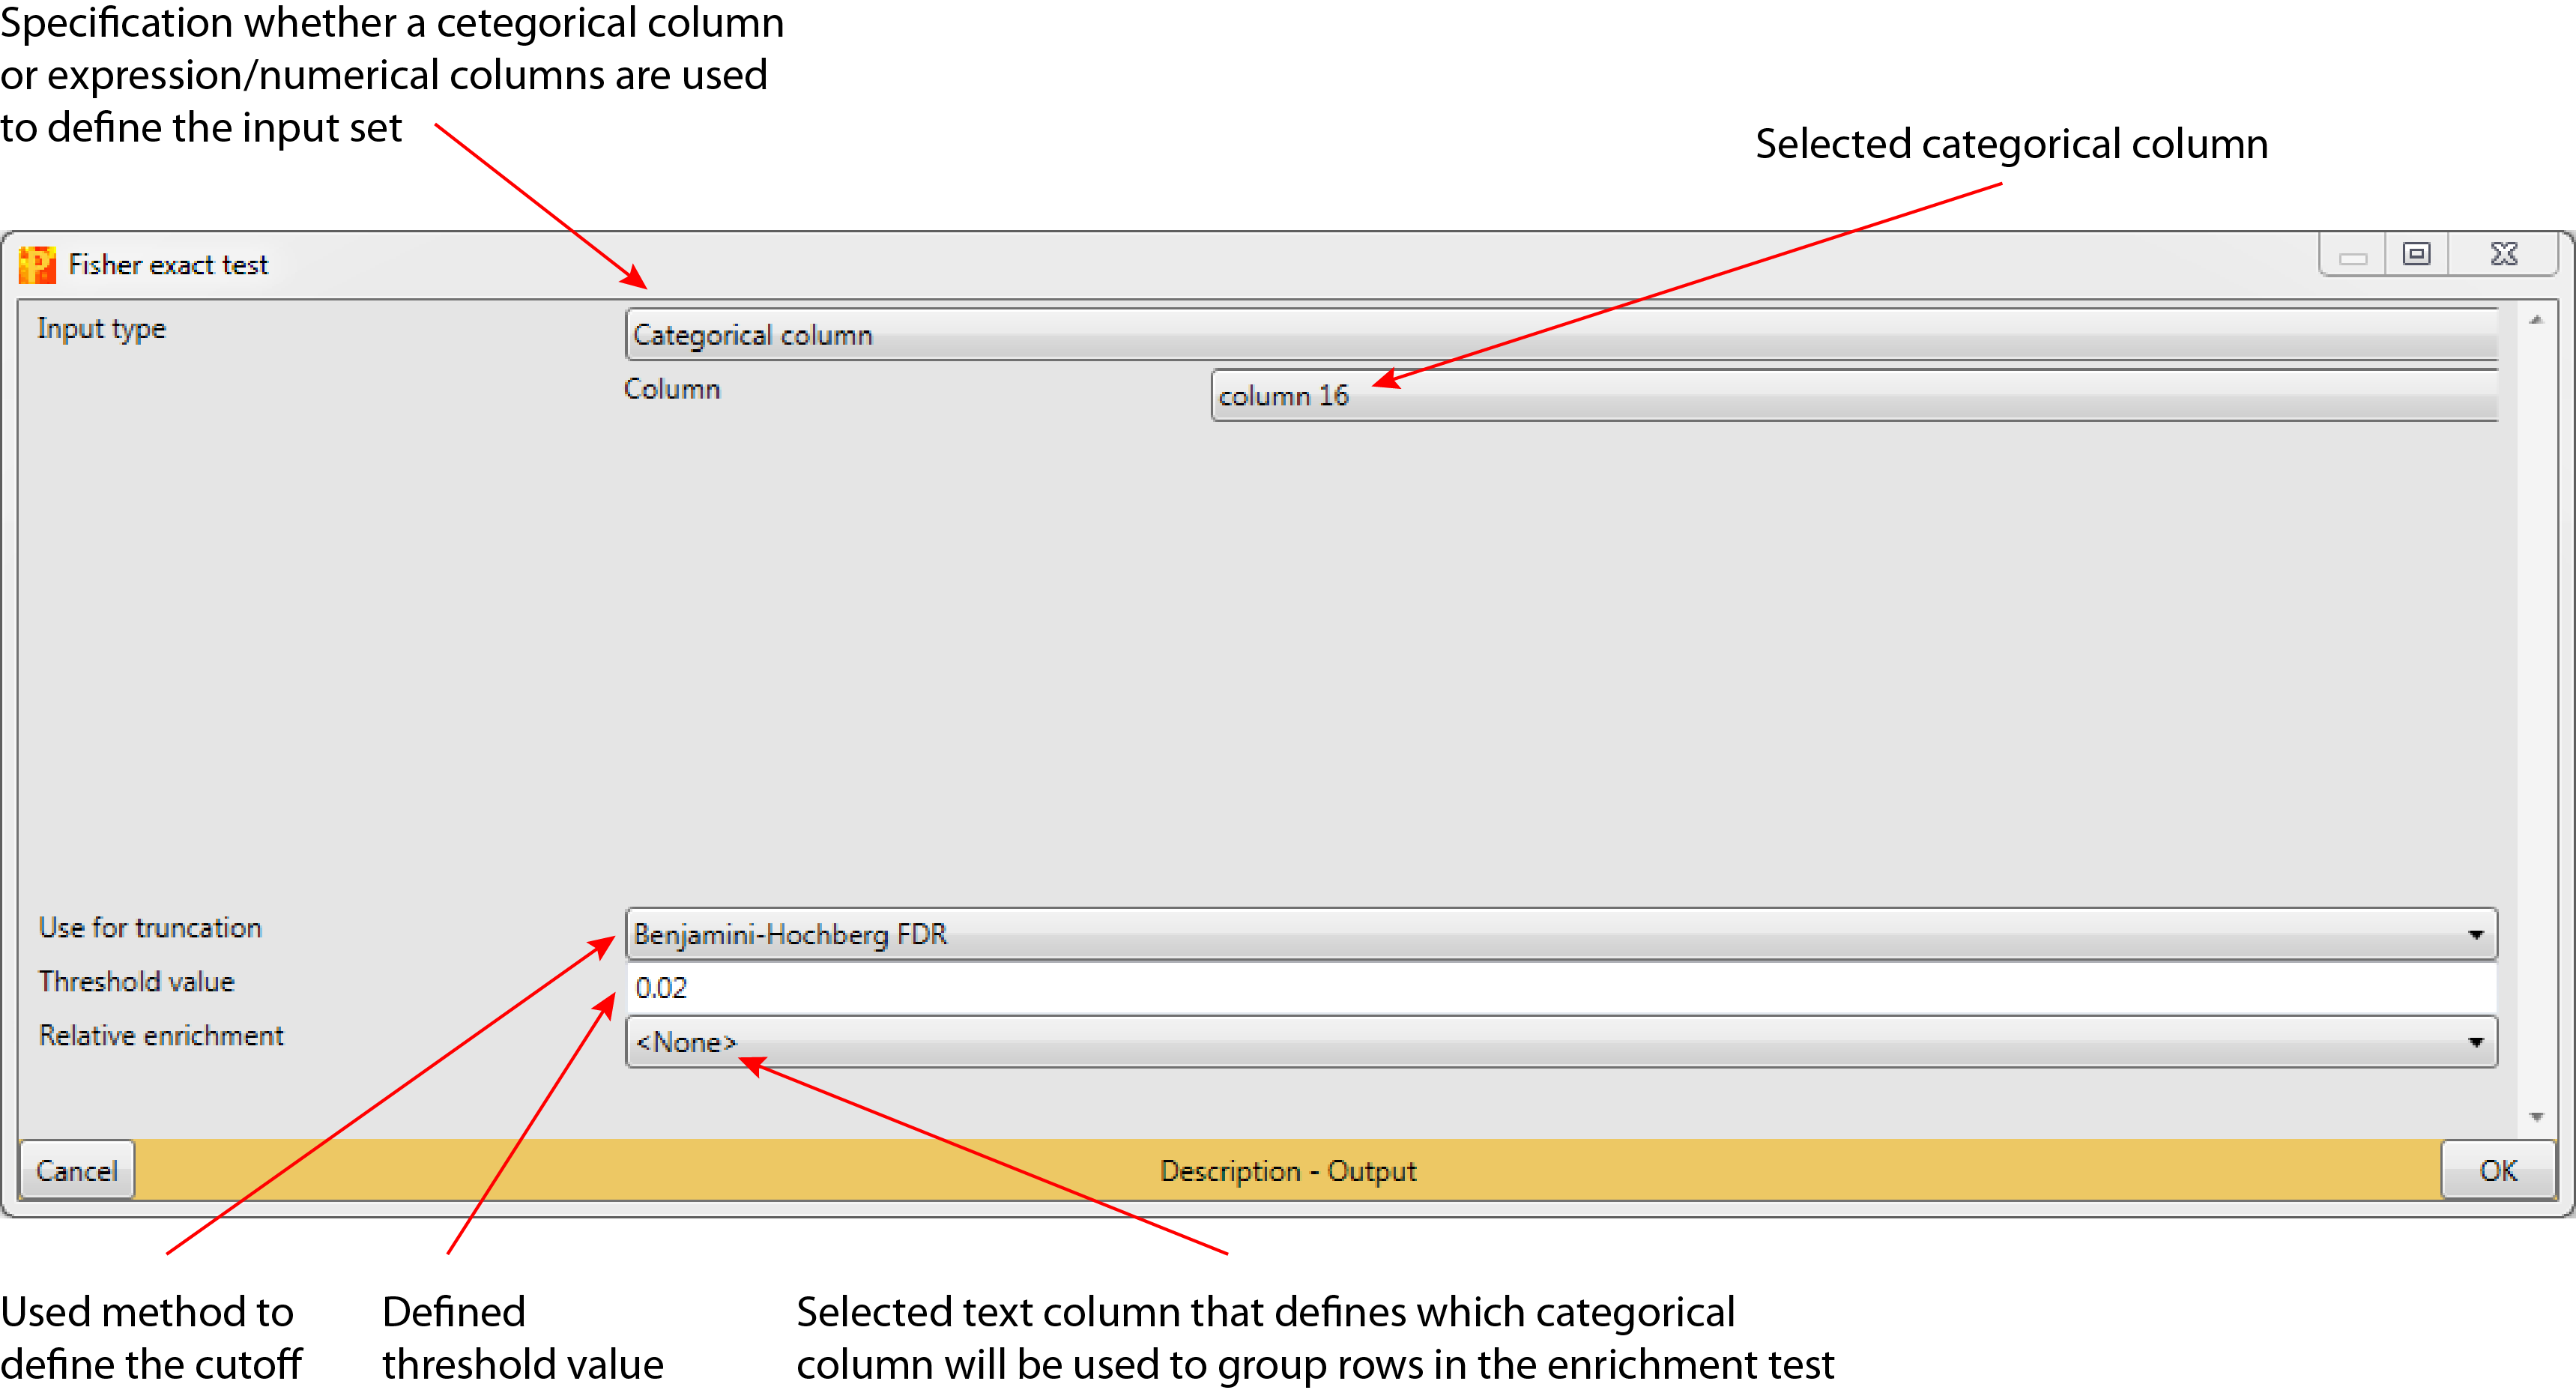 Specification whether a cetegorical column
or expression/numerical columns are used
to define the input set
Selected categorical column
Fisher exact test
Input type
Categorical column
Column
column 16
Use for truncation
Benjamini-Hochberg FDR
Threshold value
0.02
Relative enrichment
<None>
Cancel
Description - Output
OK
Used method to
define the cutoff
Defined
threshold value
Selected text column that defines which categorical
column will be used to group rows in the enrichment test